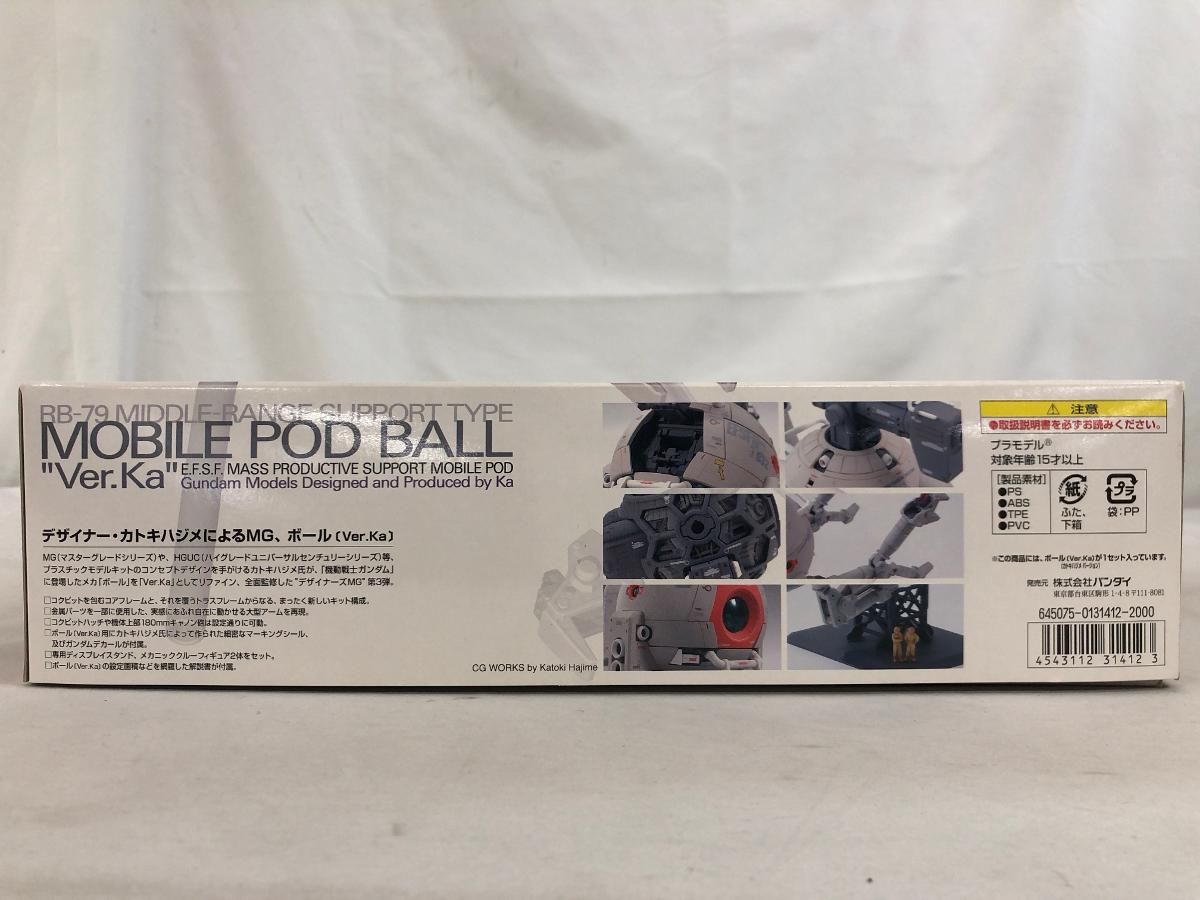 RB-79 MIDDLE-RANGE SUPPORT TYPE
MOBILE POD BALL
"Ver.Ka"
E.F.S.F. MASS PRODUCTIVE SUPPORT MOBILE POD
Gundam Models Designed and Produced by Ka
デザイナー・カトキハジメによるMG、ボール(Ver.Ka)
MG(マスターグレードシリーズ)や、HGUC(ハイグレードユニバーサルセンチュリーシリーズ)等、
プラスチックモデルキットのコンセプトデザインを手がけるカトキハジメ氏が、「機動戦士ガンダム」
に登場したメカ「ボール」を「Ver.Ka」としてリファイン、全面監修した"デザイナーズMG"第3弾。
□コクピットを包むコアフレームと、それを覆うトラスフレームからなる、まったく新しいキット構成。
□金属パーツを一部に使用した、実感にあふれ自在に動かせる大型アームを再現。
□コクピットハッチや機体上部180mmキャノン砲は設定通りに可動。
□ボール(Ver.Ka)用にカトキハジメ氏によって作られた細密なマーキングシール、
及びガンダムデカールが付属。
□専用ディスプレイスタンド、メカニッククルーフィギュア2体をセット。
□ボール(Ver.Ka)の設定画稿などを網羅した解説書が付属。
CG WORKS by Katoki Hajime
注意
●取扱説明書を必ずお読みください。
プラモデル®
対象年齢15才以上
[製品素材]
●PS
●ABS
●TPE
●PVC
紙
ふた、
下箱
プラ
袋:PP
※この商品には、ボール(Ver.Ka)が1セット入っています。
(カトキハジメバージョン)
発売元 株式会社バンダイ
東京都台東区駒形1-4-8 〒111-8081
645075-0131412-2000
4543112 31412 3